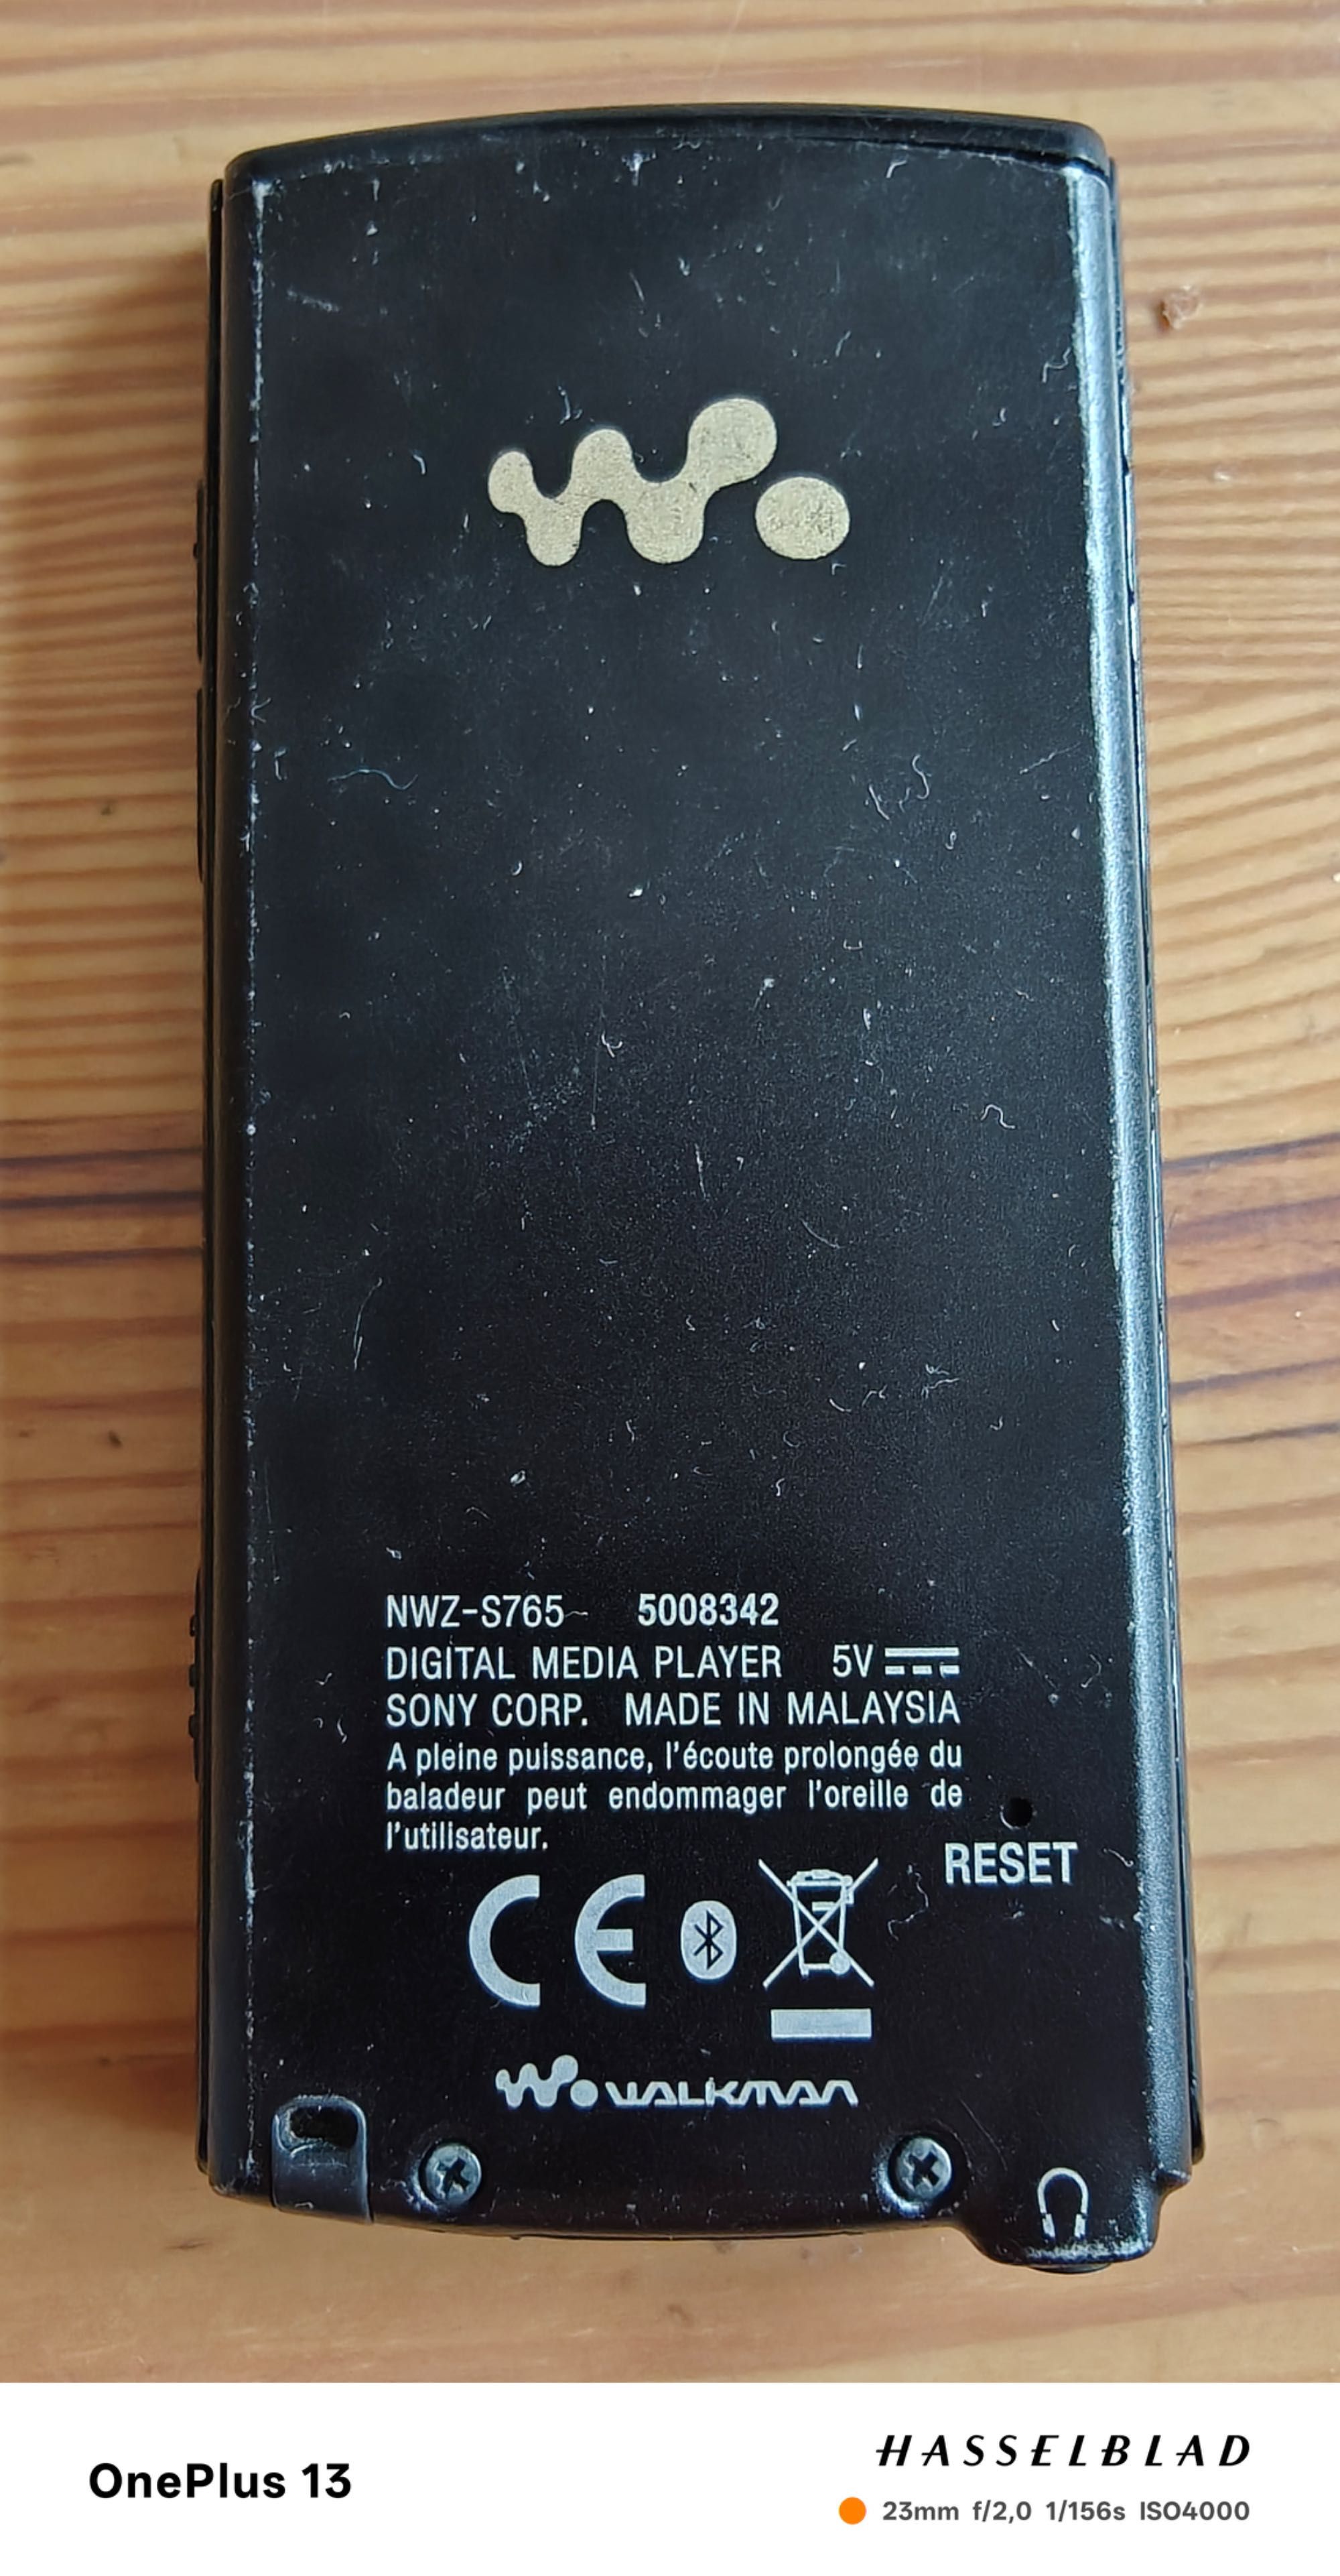 NWZ-S765 5008342
DIGITAL MEDIA PLAYER 5V
SONY CORP. MADE IN MALAYSIA
A pleine puissance, l'écoute prolongée du
baladeur peut endommager l'oreille de
l'utilisateur.
RESET
CE
WALKMAN
OnePlus 13
HASSELBLAD
23mm f/2,0 1/156s ISO4000